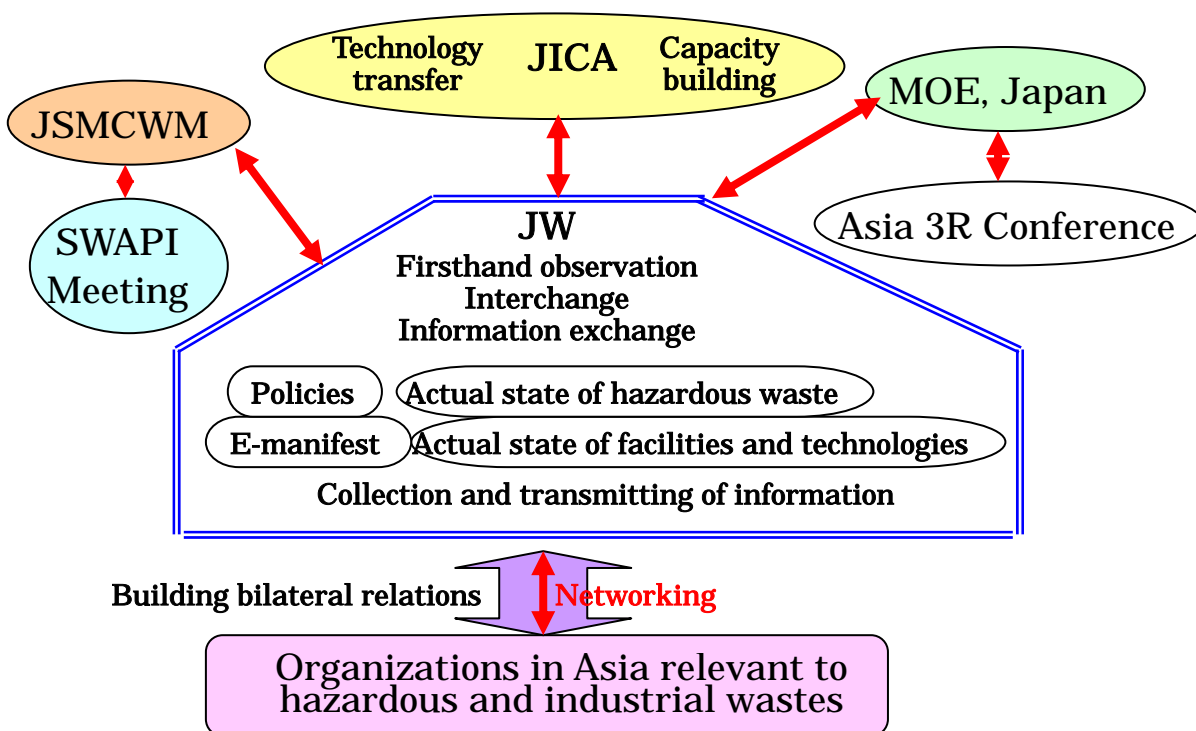 Technology
transfer
JICA
Capacity
building
MOE, Japan
JSMCWM
Asia 3R Conference
SWAPI
Meeting
JW
Firsthand observation
Interchange
Information exchange
Policies
Actual state of hazardous waste
E-manifest
Actual state of facilities and technologies
Collection and transmitting of information
Building bilateral relations
Networking
Organizations in Asia relevant to
hazardous and industrial wastes